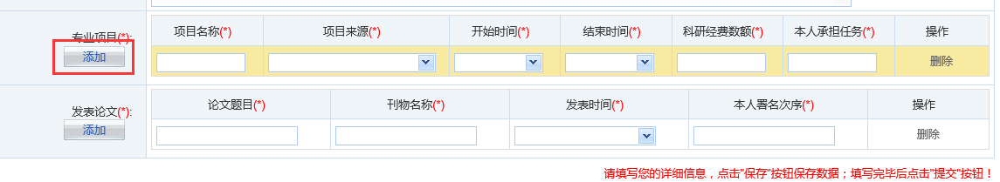 专业项目(*):
添加
项目名称(*) 项目来源(*) 开始时间(*) 结束时间(*) 科研经费数额(*) 本人承担任务(*) 操作
删除
发表论文(*):
添加
论文题目(*) 刊物名称(*) 发表时间(*) 本人署名次序(*) 操作
删除
请填写您的详细信息，点击"保存"按钮保存数据；填写完毕后点击"提交"按钮！